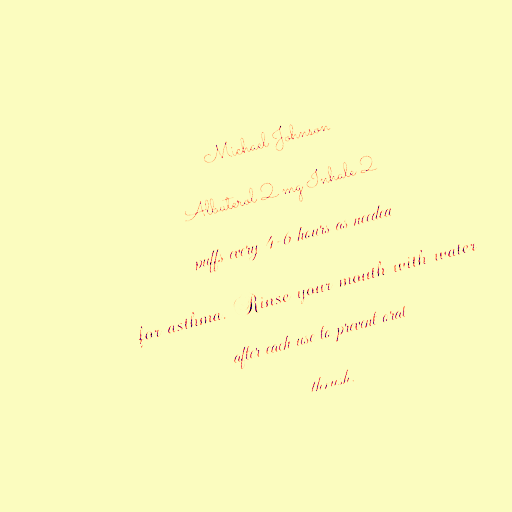 Michael Johnson
Albuterol 2 mg Inhale 2
puffs every 4-6 hours as needed
for asthma. Rinse your mouth with water
after each use to prevent oral
thrush.